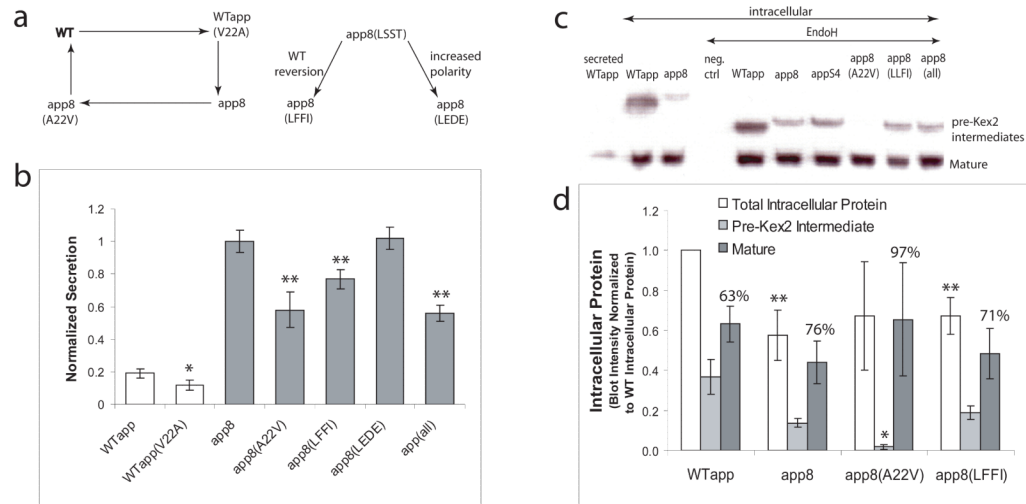 a
WT
WTapp
(V22A)
app8
(A22V)
app8
app8(LSST)
WT
reversion
increased
polarity
app8
(LFFI)
app8
(LEDE)
b
Normalized Secretion
1.2
1
0.8
0.6
0.4
0.2
0
*
**
**
**
WTapp
WTapp(V22A)
app8
app8(A22V)
app8(LFFI)
app8(LEDE)
app(all)
c
intracellular
EndoH
secreted
WTapp
WTapp
app8
neg.
ctrl
WTapp
app8
appS4
app8
(A22V)
app8
(LLFI)
app8
(all)
pre-Kex2
intermediates
Mature
d
Intracellular Protein
(Blot Intensity Normalized
to WT Intracellular Protein)
1.2
1.0
0.8
0.6
0.4
0.2
0.0
Total Intracellular Protein
Pre-Kex2 Intermediate
Mature
63%
**
76%
97%
*
**
71%
WTapp
app8
app8(A22V)
app8(LFFI)